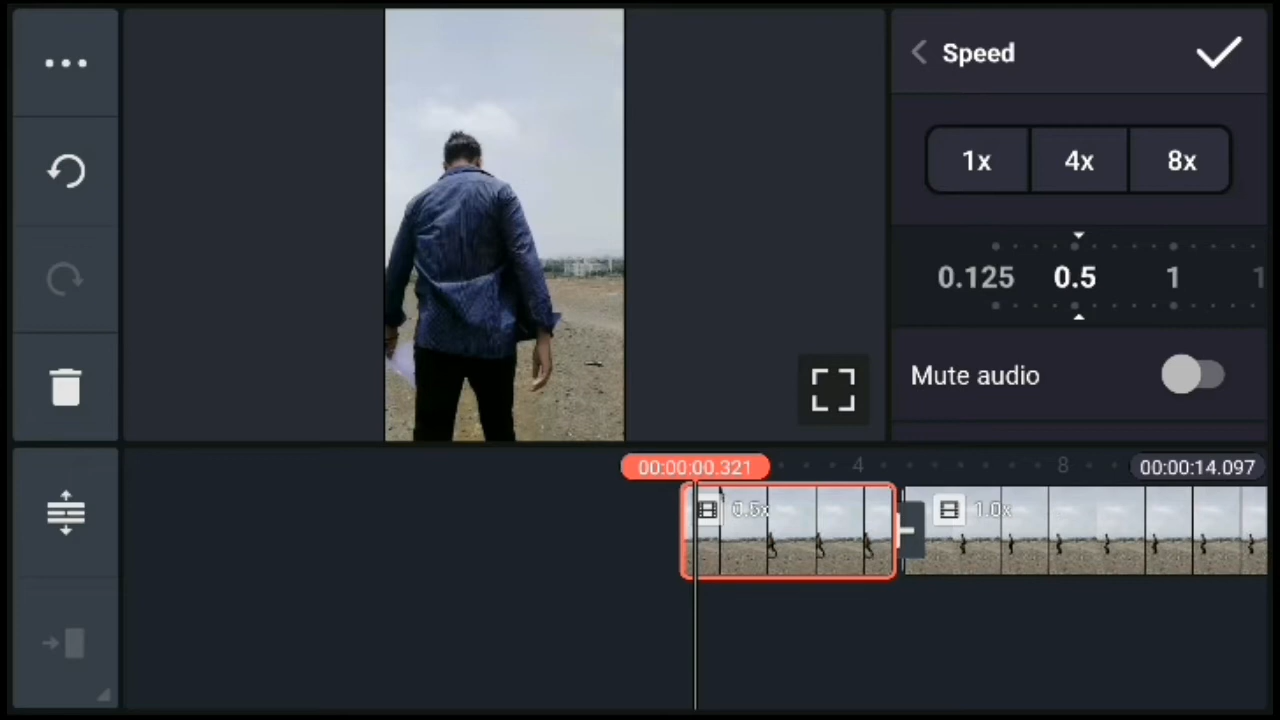 Speed
1x 4x 8x
0.125 0.5 1 1
Mute audio
00:00:00.321 4 8 00:00:14.097
0.5x 1.0x